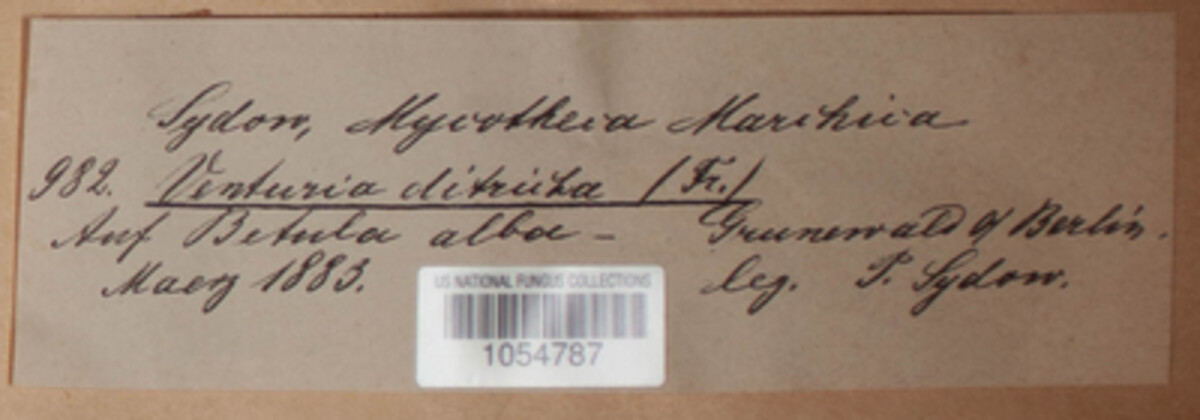 Sydow, Mycotheca Marchica
982. Venturia ditricha (Fr.)
Auf Betula alba - Grunewald b/ Berlin.
Maerz 1883. leg. P. Sydow.
US NATIONAL FUNGUS COLLECTIONS
1054787